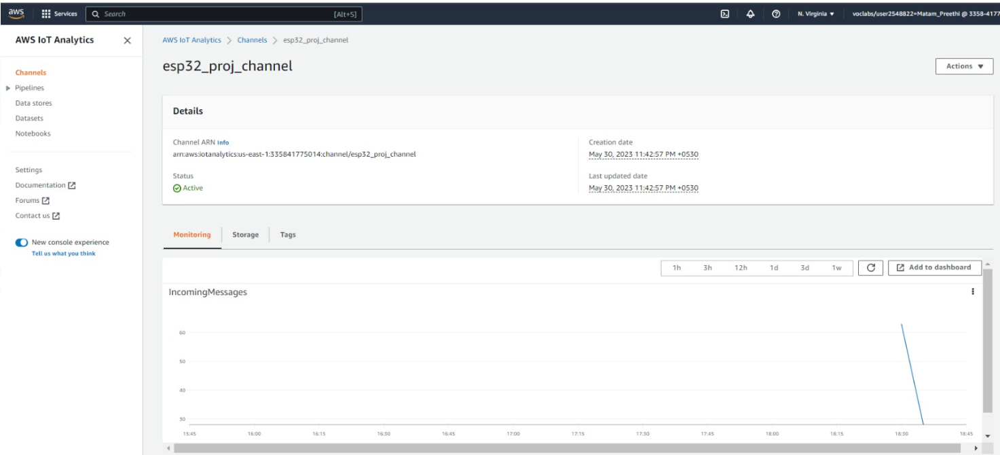 aws Services Search [Alt+S] N. Virginia voclabs/user2548822=Matam_Preethi @ 3358-4177
AWS IoT Analytics
Channels
Pipelines
Data stores
Datasets
Notebooks
Settings
Documentation
Forums
Contact us
New console experience
Tell us what you think
AWS IoT Analytics > Channels > esp32_proj_channel
esp32_proj_channel
Actions
Details
Channel ARN Info
arn:aws:iotanalytics:us-east-1:335841775014:channel/esp32_proj_channel
Status
Active
Creation date
May 30, 2023 11:42:57 PM +0530
Last updated date
May 30, 2023 11:42:57 PM +0530
Monitoring Storage Tags
1h 3h 12h 1d 3d 1w Add to dashboard
IncomingMessages
60
50
40
30
15:45 16:00 16:15 16:30 16:45 17:00 17:15 17:30 17:45 18:00 18:15 18:30 18:45